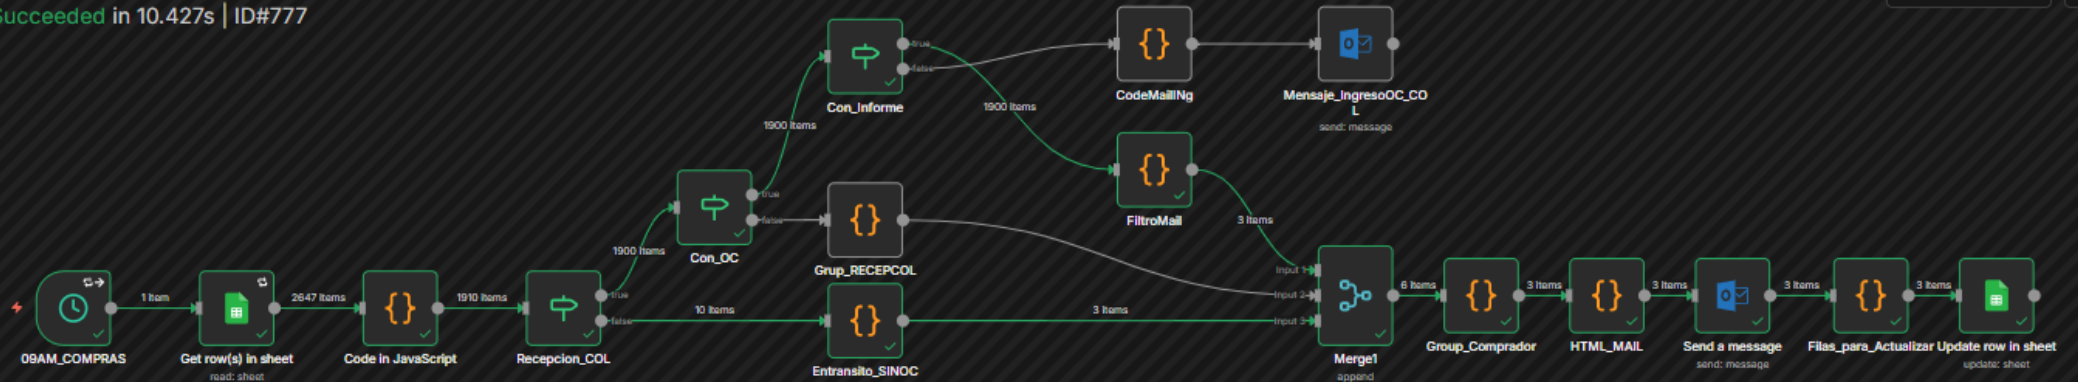 Succeeded in 10.427s | ID#777
true
false
Con_Informe
1900 items
1900 items
CodeMailINg
Mensaje_IngresoOC_CO
L
send: message
FiltroMail
3 items
true
false
Con_OC
1900 items
Grup_RECEPCOL
Input 1
Input 2
Input 3
1 item
2647 items
1910 items
true
false
10 items
3 items
6 items
3 items
3 items
3 items
3 items
09AM_COMPRAS
Get row(s) in sheet
read: sheet
Code in JavaScript
Recepcion_COL
Entransito_SINOC
Merge1
append
Group_Comprador
HTML_MAIL
Send a message
send: message
Filas_para_Actualizar
Update row in sheet
update: sheet